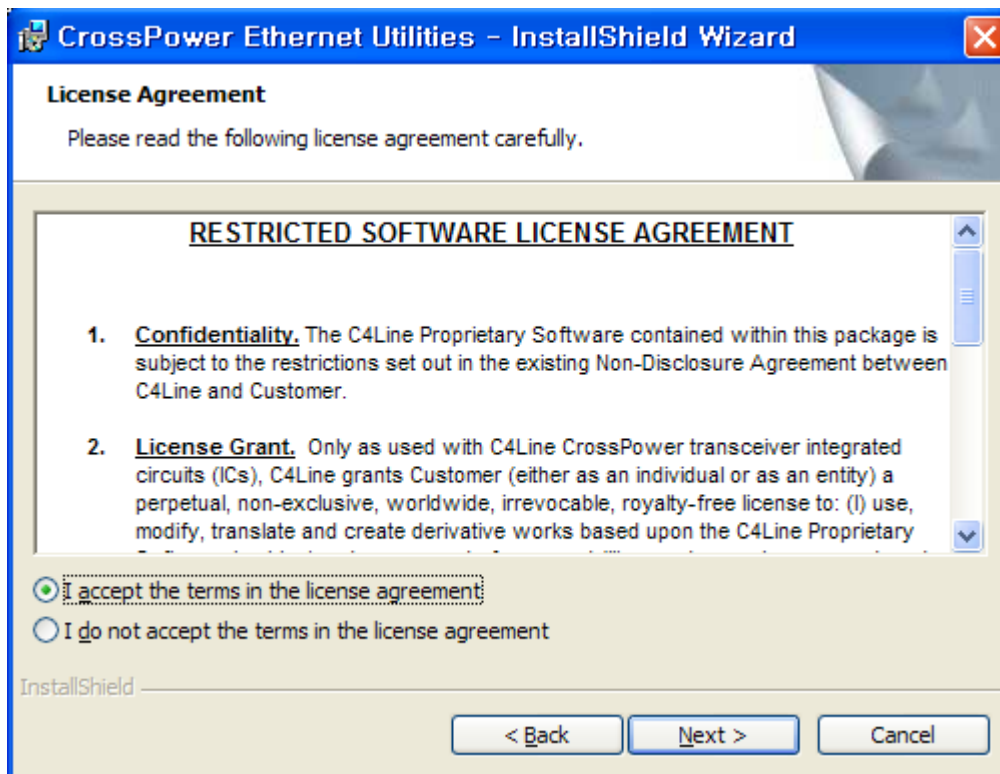 CrossPower Ethernet Utilities - InstallShield Wizard
License Agreement
Please read the following license agreement carefully.
RESTRICTED SOFTWARE LICENSE AGREEMENT
1. Confidentiality. The C4Line Proprietary Software contained within this package is
subject to the restrictions set out in the existing Non-Disclosure Agreement between
C4Line and Customer.
2. License Grant. Only as used with C4Line CrossPower transceiver integrated
circuits (ICs), C4Line grants Customer (either as an individual or as an entity) a
perpetual, non-exclusive, worldwide, irrevocable, royalty-free license to: (I) use,
modify, translate and create derivative works based upon the C4Line Proprietary
I accept the terms in the license agreement
I do not accept the terms in the license agreement
InstallShield
< Back
Next >
Cancel